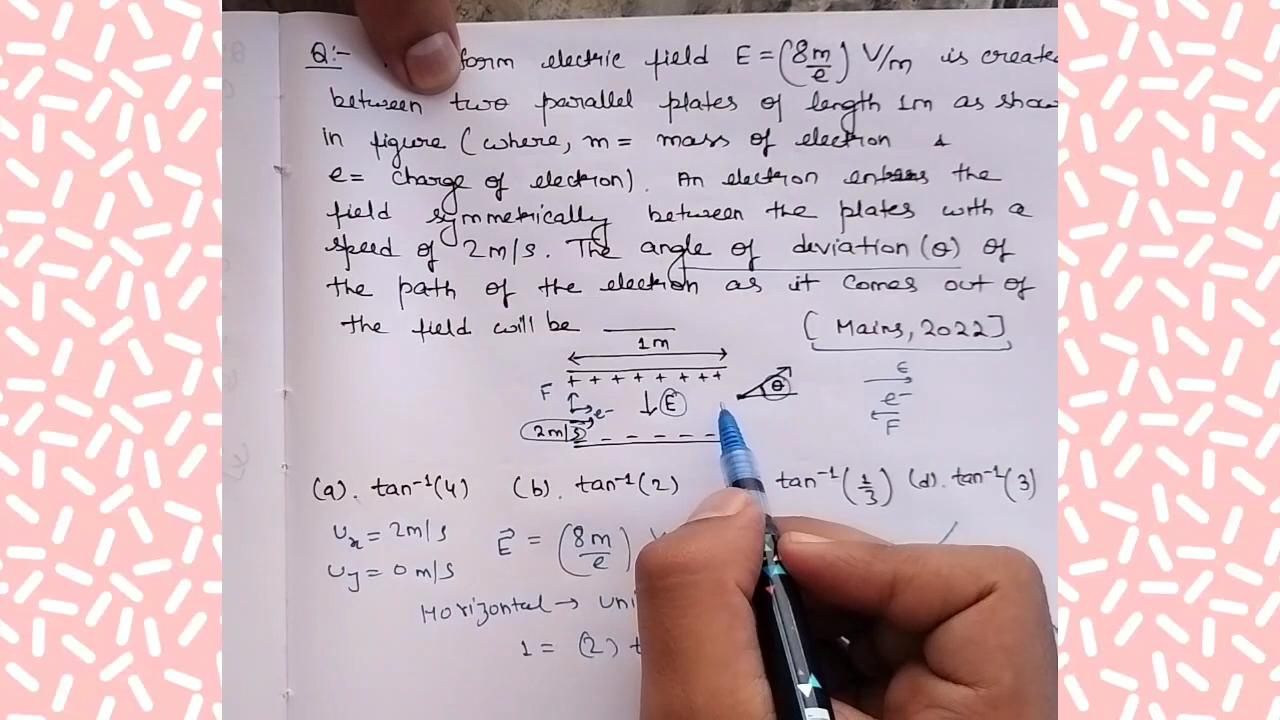 Q:- form electric field E = (8m/e) V/m is create
between two parallel plates of length 1m as show
in figure (where, m = mass of electron &
e = charge of electron). An electron enters the
field symmetrically between the plates with a
speed of 2m/s. The angle of deviation (θ) of
the path of the electron as it comes out of
the field will be ______
[Mains, 2022]
1m
+ + + + + + + +
F e- E θ
2m/s
- - - - -
E
e-
F
(a). tan⁻¹(4) (b). tan⁻¹(2) tan⁻¹(1/3) (d). tan⁻¹(3)
ux = 2m/s E⃗ = (8m/e)
uy = 0 m/s
Horizontal → uni
1 = (2) t